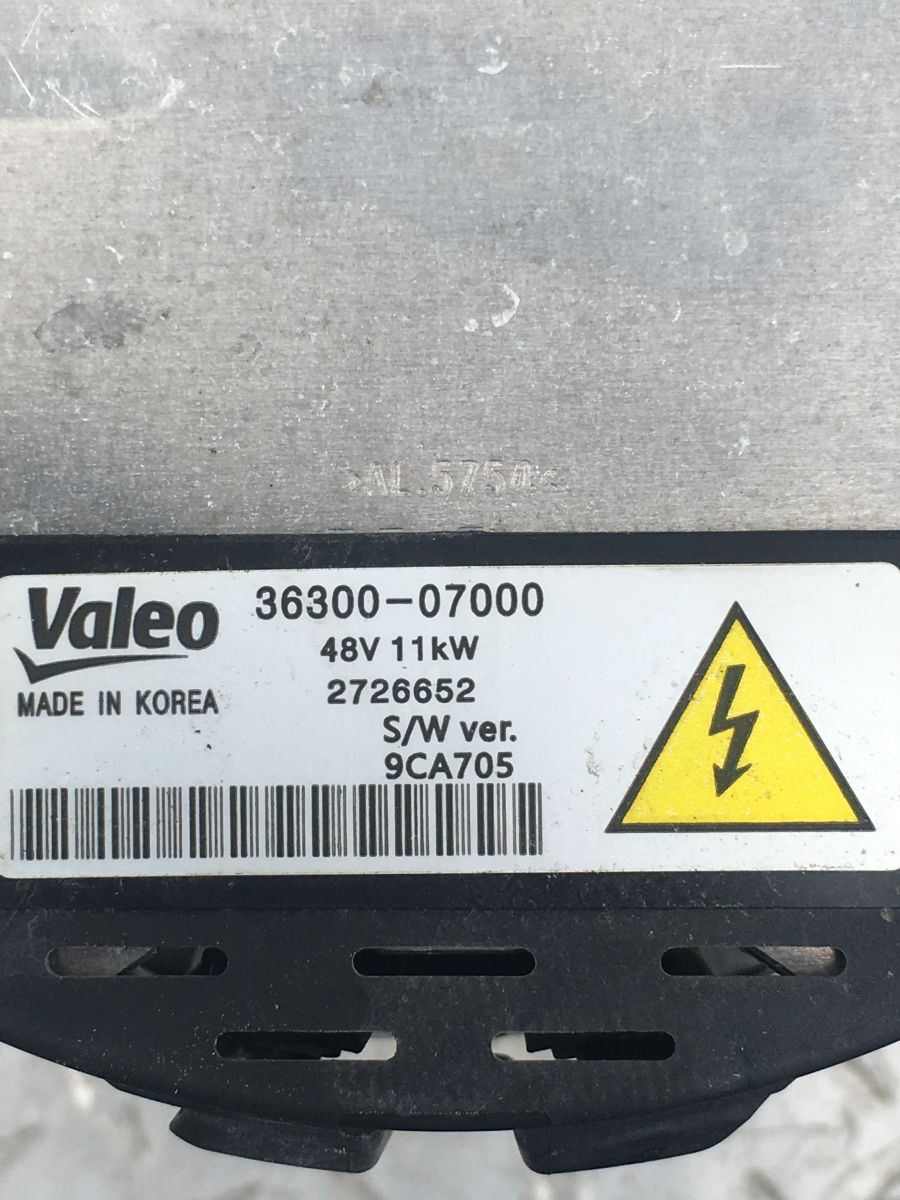 >AL.5754<
Valeo
36300-07000
48V 11kW
2726652
MADE IN KOREA
S/W ver.
9CA705